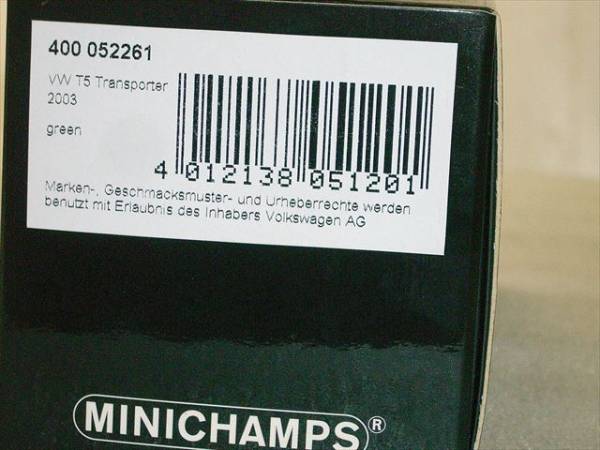 400 052261
VW T5 Transporter
2003
green
4 012138 051201
Marken-, Geschmacksmuster- und Urheberrechte werden
benutzt mit Erlaubnis des Inhabers Volkswagen AG
MINICHAMPS®